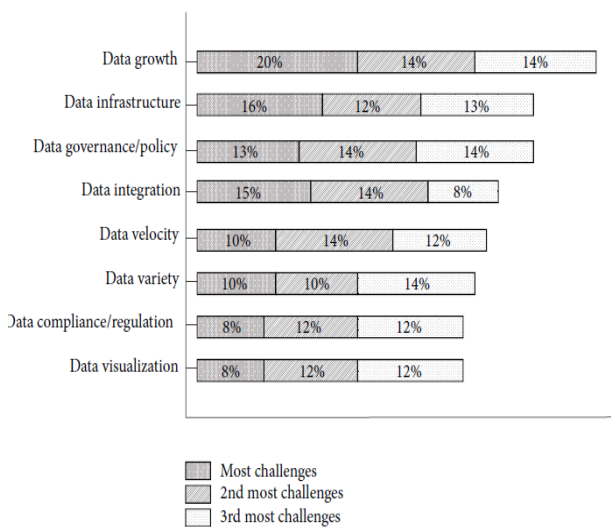 Data growth
20% 14% 14%
Data infrastructure
16% 12% 13%
Data governance/policy
13% 14% 14%
Data integration
15% 14% 8%
Data velocity
10% 14% 12%
Data variety
10% 10% 14%
Data compliance/regulation
8% 12% 12%
Data visualization
8% 12% 12%
Most challenges
2nd most challenges
3rd most challenges